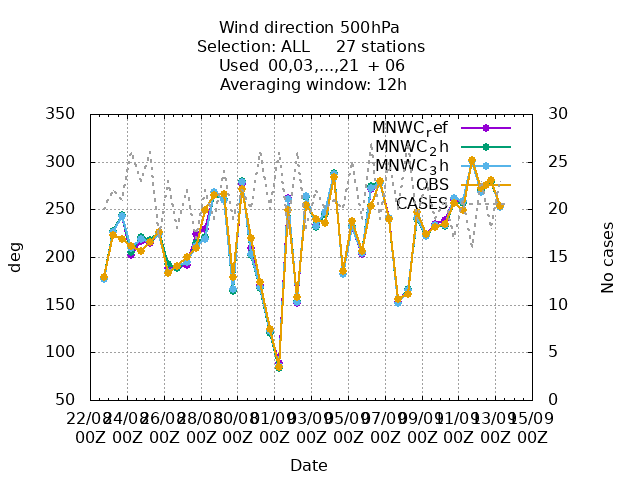 Wind direction 500hPa
Selection: ALL 27 stations
Used 00,03,...,21 + 06
Averaging window: 12h
350 30
MNWCref
300 MNWC2h 25
MNWC3h
OBS
250 CASES 20
200 15
150 10
100 5
50 0
deg
No cases
22/08 24/08 26/08 28/08 30/08 01/09 03/09 05/09 07/09 09/09 11/09 13/09 15/09
00Z 00Z 00Z 00Z 00Z 00Z 00Z 00Z 00Z 00Z 00Z 00Z 00Z
Date